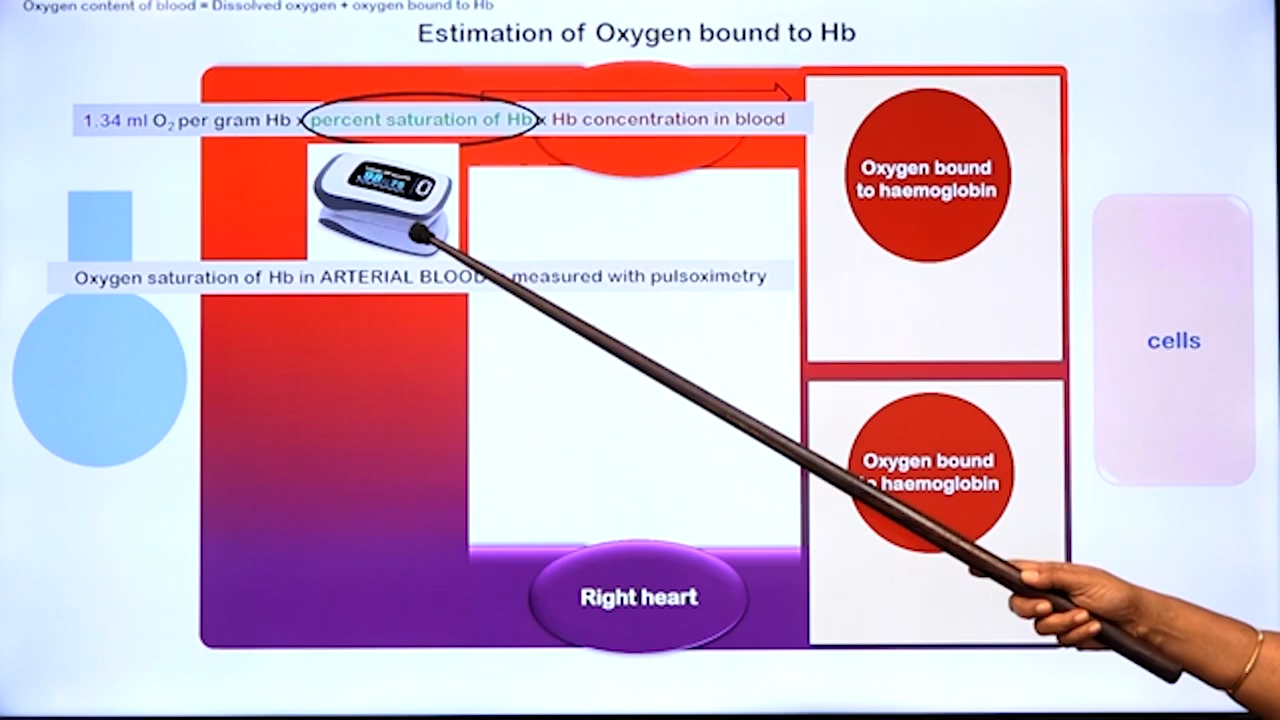 Oxygen content of blood = Dissolved oxygen + oxygen bound to Hb
Estimation of Oxygen bound to Hb
1.34 ml O₂ per gram Hb x percent saturation of Hb x Hb concentration in blood
Oxygen bound
to haemoglobin
Oxygen saturation of Hb in ARTERIAL BLOOD measured with pulsoximetry
cells
Oxygen bound
haemoglobin
Right heart